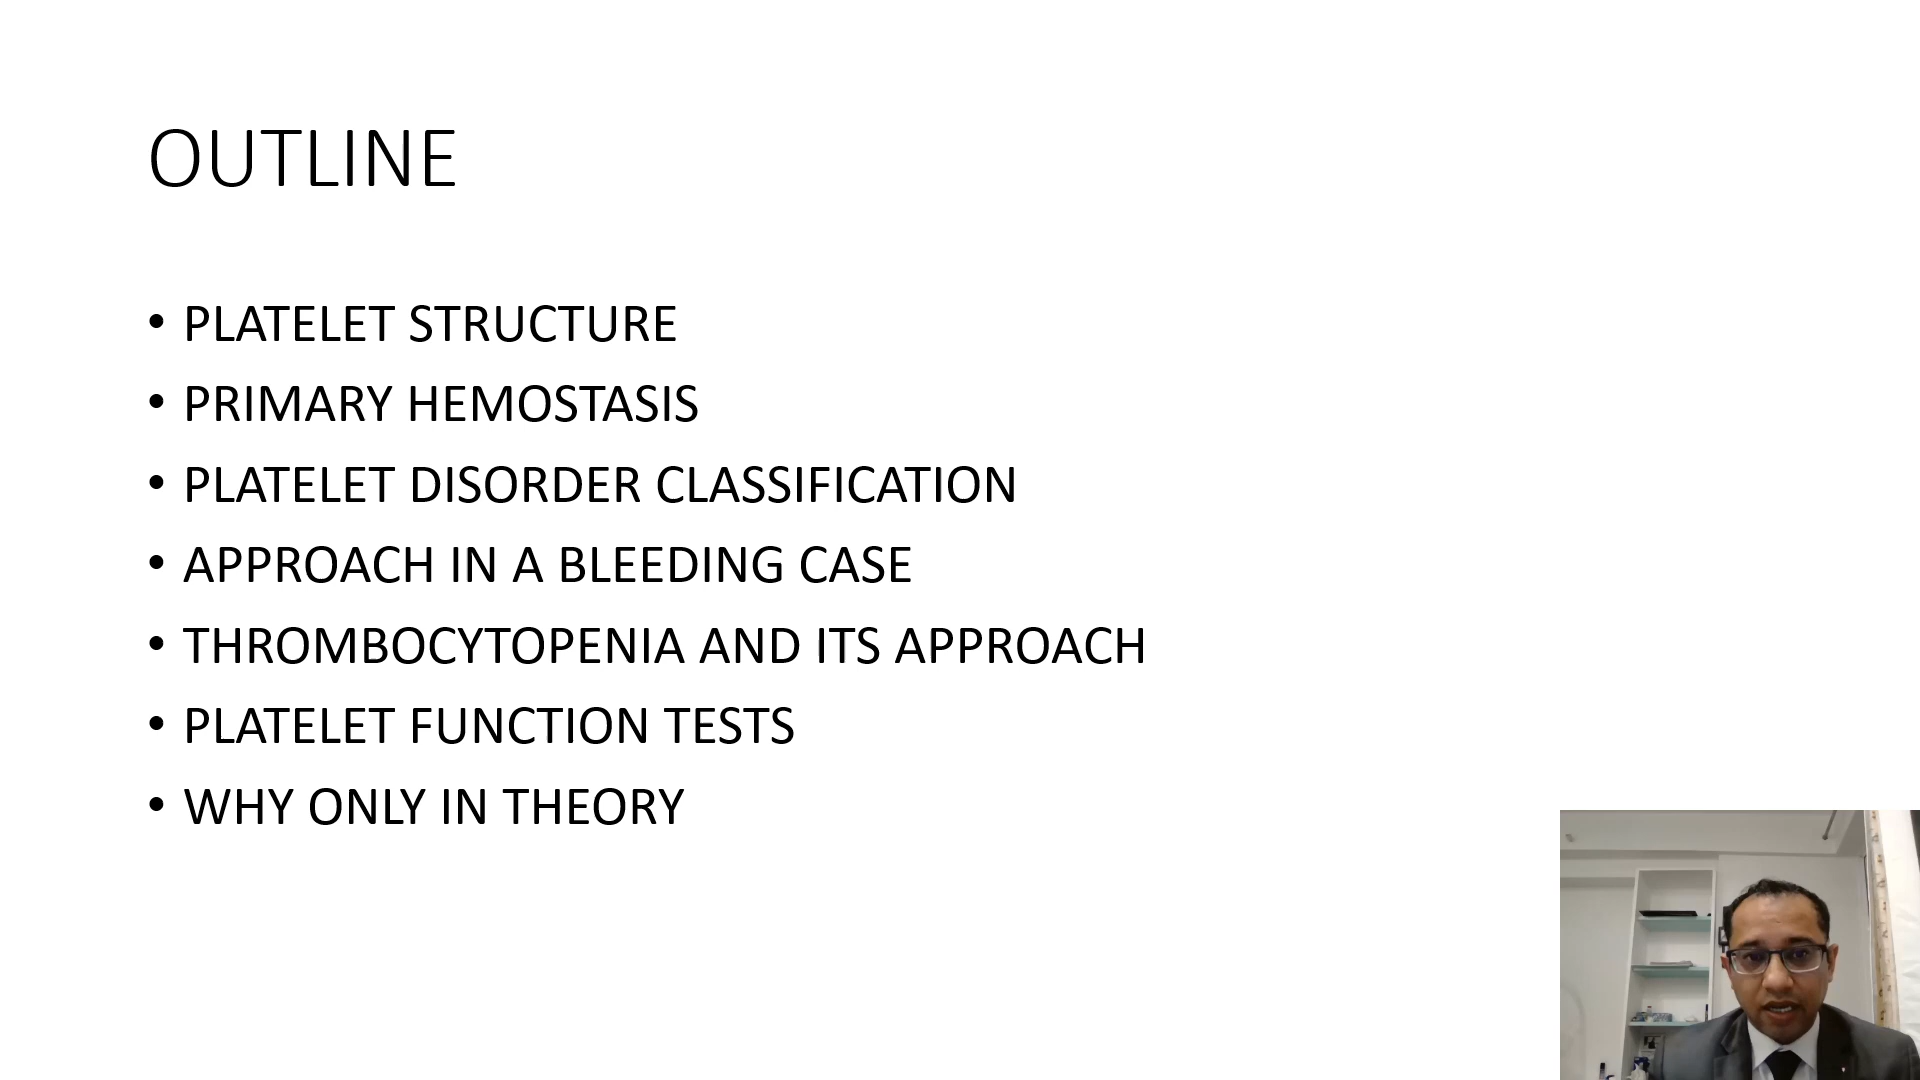 OUTLINE
• PLATELET STRUCTURE
• PRIMARY HEMOSTASIS
• PLATELET DISORDER CLASSIFICATION
• APPROACH IN A BLEEDING CASE
• THROMBOCYTOPENIA AND ITS APPROACH
• PLATELET FUNCTION TESTS
• WHY ONLY IN THEORY